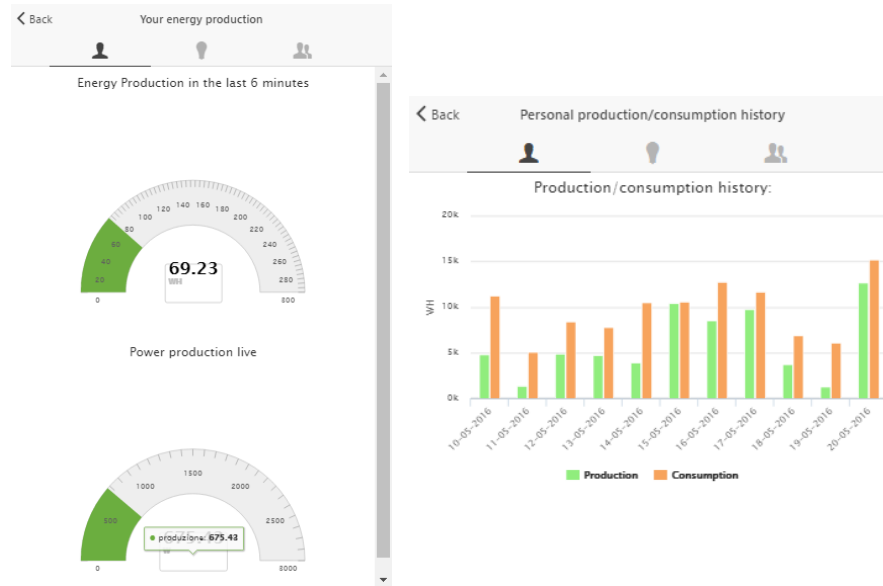 Back Your energy production
Energy Production in the last 6 minutes
0 20 40 60 80 100 120 140 160 180 200 220 240 260 280 300
69.23
WH
Power production live
0 500 1000 1500 2000 2500 3000
675.43
W
produzione: 675.43
Back Personal production/consumption history
Production/consumption history:
20k
15k
10k
5k
0k
WH
10-05-2016 11-05-2016 12-05-2016 13-05-2016 14-05-2016 15-05-2016 16-05-2016 17-05-2016 18-05-2016 19-05-2016 20-05-2016
Production Consumption